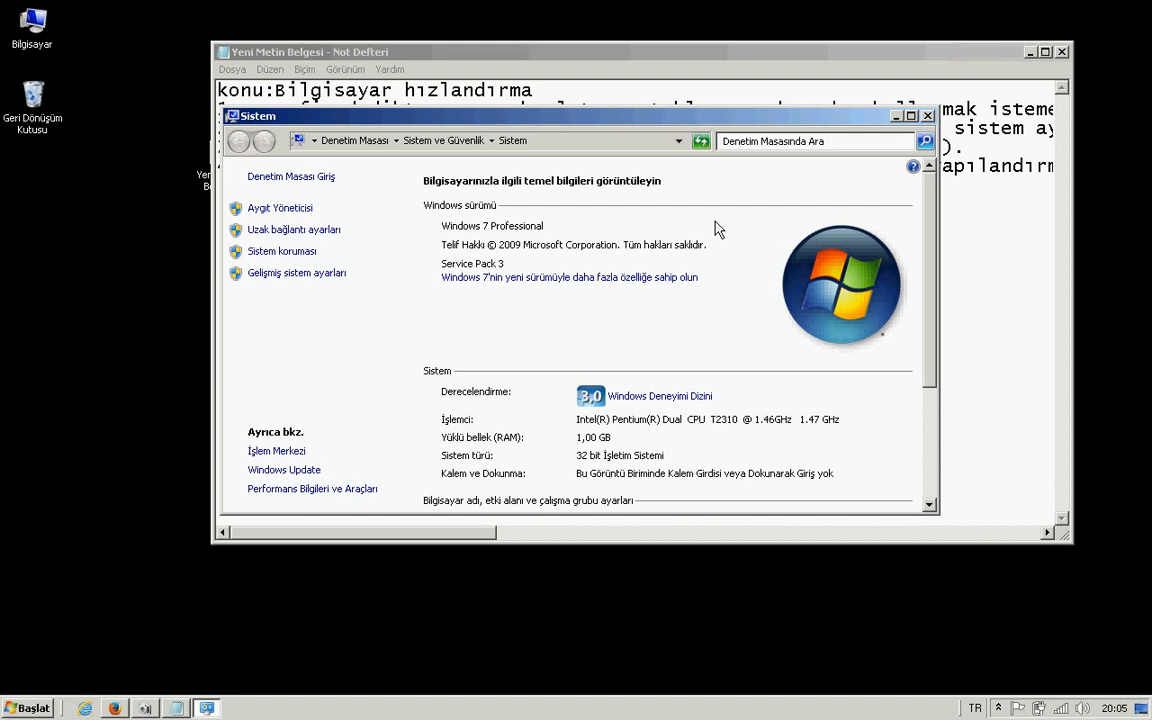 Bilgisayar
Geri Dönüşüm
Kutusu
Yeni Metin Belgesi - Not Defteri
Dosya Düzen Biçim Görünüm Yardım
konu:Bilgisayar hızlandırma
mak isteme
sistem ay
).
apılandırm
Sistem
Denetim Masası Sistem ve Güvenlik Sistem
Denetim Masasında Ara
Denetim Masası Giriş
Aygıt Yöneticisi
Uzak bağlantı ayarları
Sistem koruması
Gelişmiş sistem ayarları
Ayrıca bkz.
İşlem Merkezi
Windows Update
Performans Bilgileri ve Araçları
Bilgisayarınızla ilgili temel bilgileri görüntüleyin
Windows sürümü
Windows 7 Professional
Telif Hakkı © 2009 Microsoft Corporation. Tüm hakları saklıdır.
Service Pack 3
Windows 7'nin yeni sürümüyle daha fazla özelliğe sahip olun
Sistem
Derecelendirme: 3,0 Windows Deneyimi Dizini
İşlemci: Intel(R) Pentium(R) Dual CPU T2310 @ 1.46GHz 1.47 GHz
Yüklü bellek (RAM): 1,00 GB
Sistem türü: 32 bit İşletim Sistemi
Kalem ve Dokunma: Bu Görüntü Biriminde Kalem Girdisi veya Dokunarak Giriş yok
Bilgisayar adı, etki alanı ve çalışma grubu ayarları
Başlat
TR
20:05